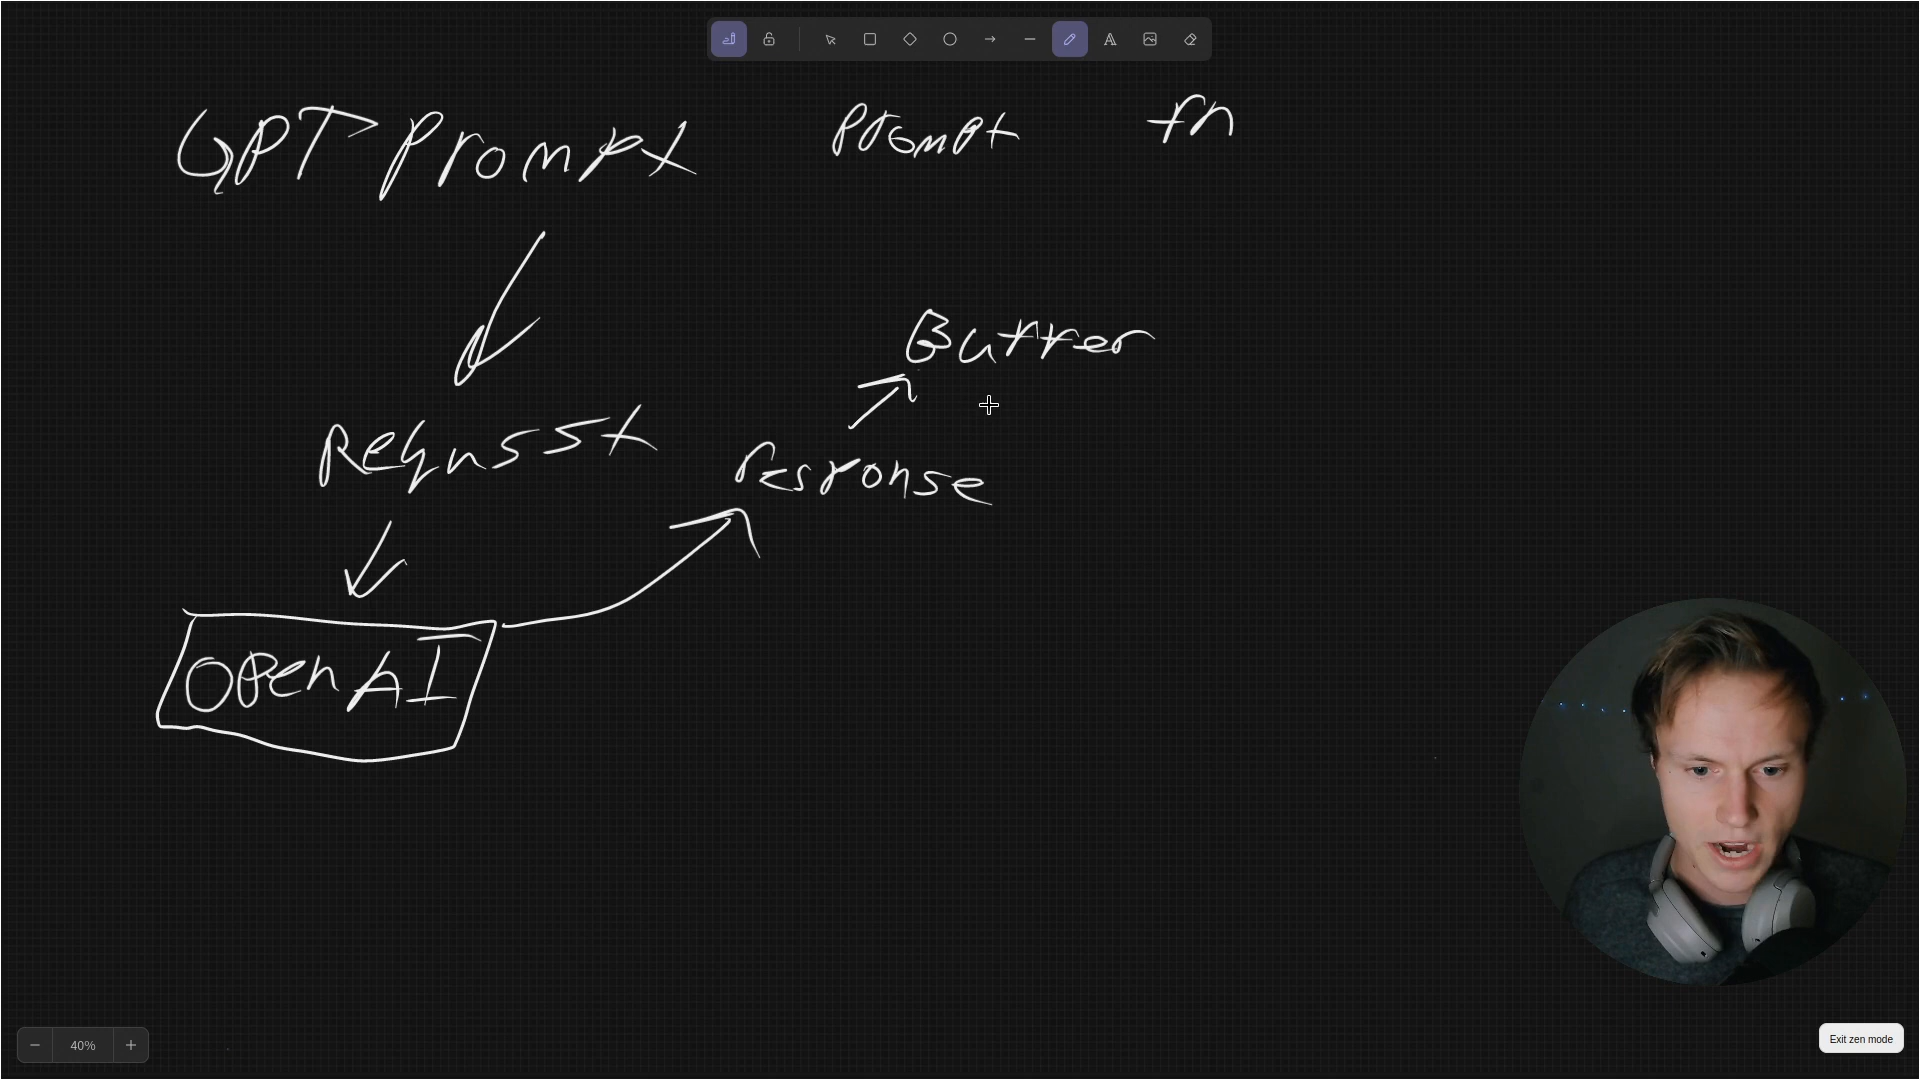 GPT Prompt   Prompt   fn
Buffer
Request
response
OpenAI
40%
Exit zen mode